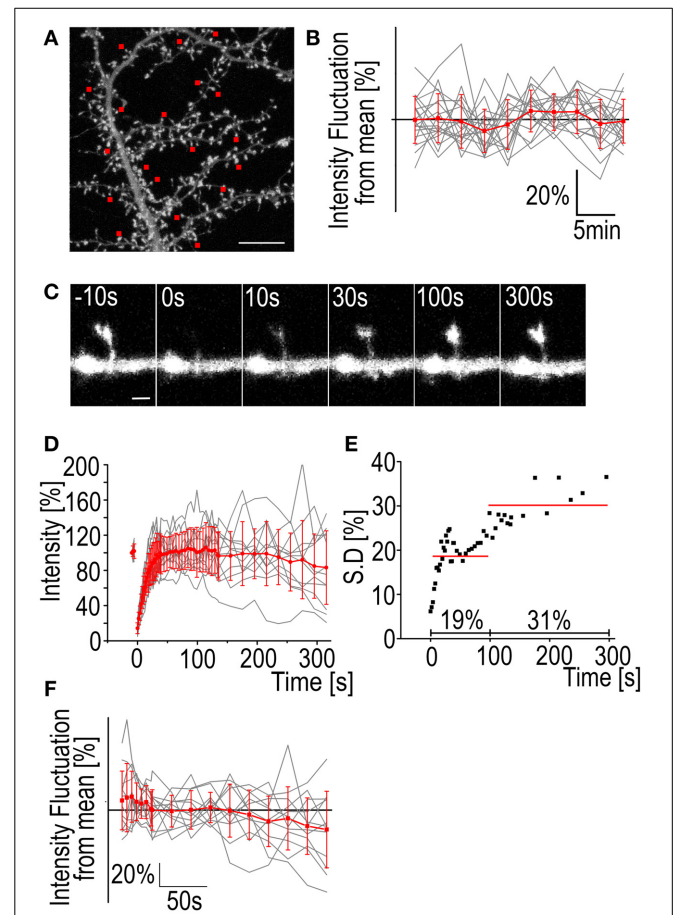 A
B
Intensity Fluctuation
from mean [%]
20%
5min
C
-10s 0s 10s 30s 100s 300s
D
Intensity [%]
200
160
120
80
40
0
0 100 200 300
Time [s]
E
S.D [%]
40
30
20
10
0
19% 31%
0 100 200 300
Time [s]
F
Intensity Fluctuation
from mean [%]
20%
50s